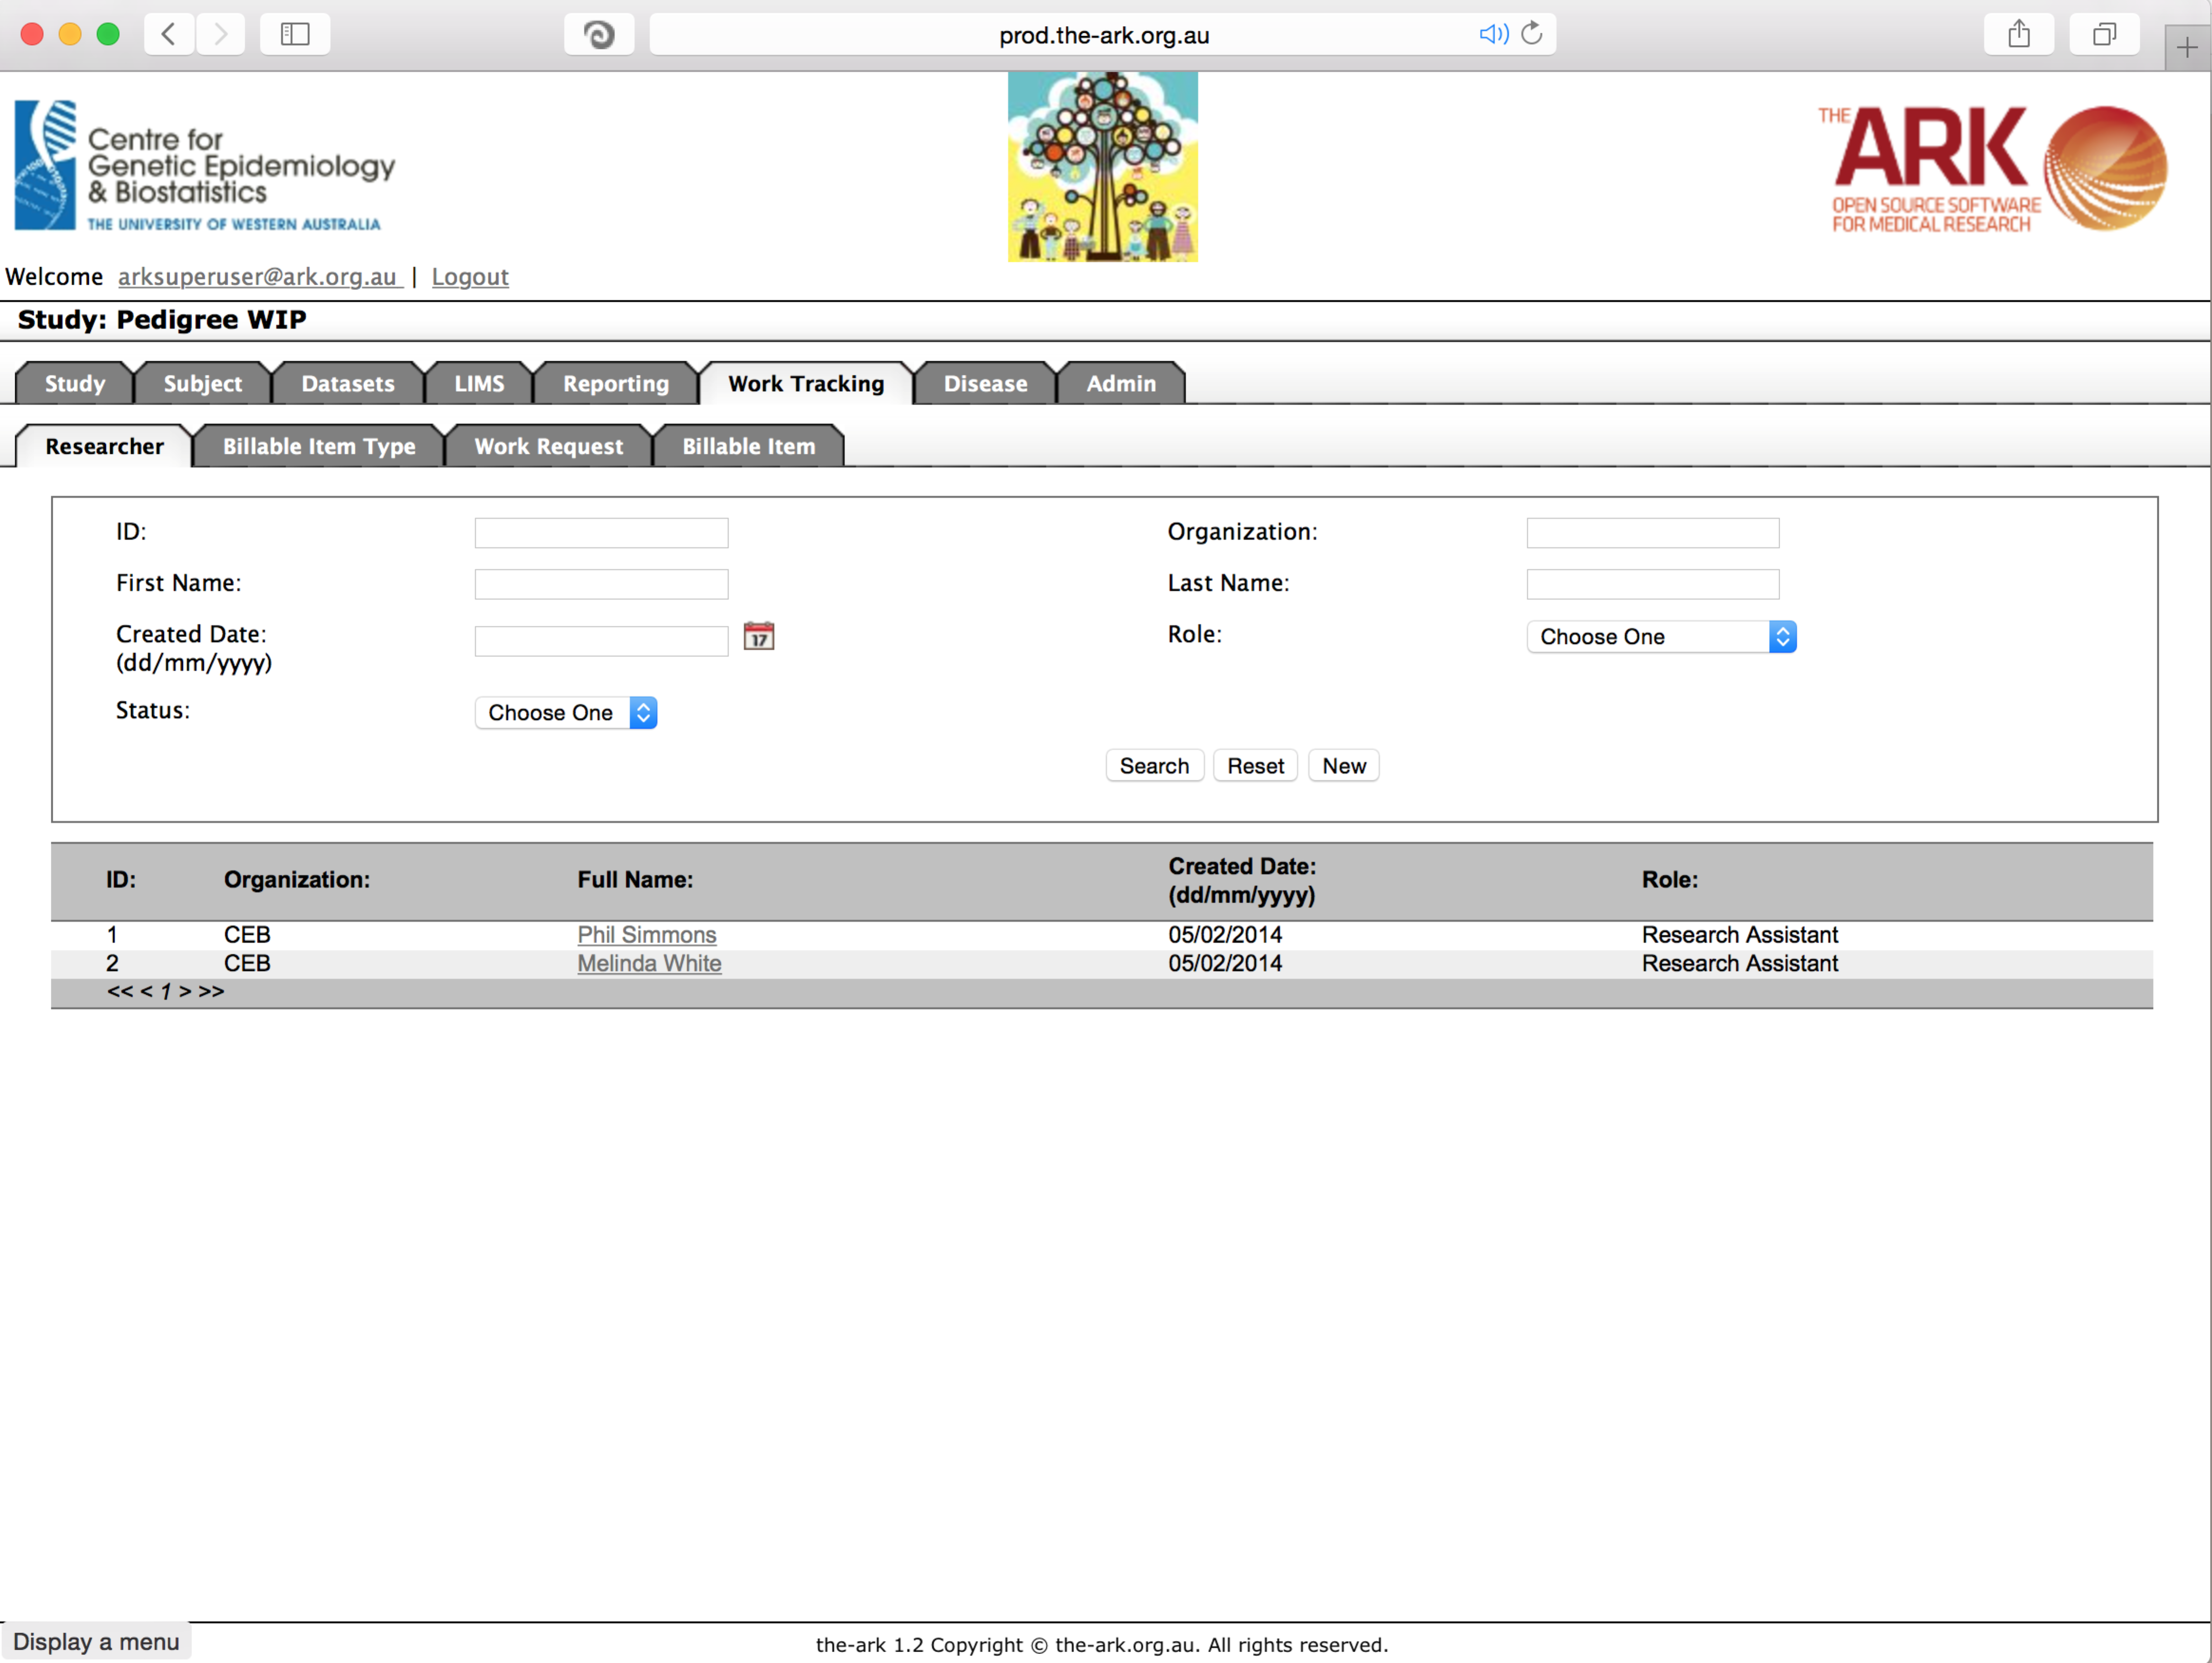 prod.the-ark.org.au
Centre for
Genetic Epidemiology
& Biostatistics
THE UNIVERSITY OF WESTERN AUSTRALIA
THE ARK
OPEN SOURCE SOFTWARE
FOR MEDICAL RESEARCH
Welcome arksuperuser@ark.org.au | Logout
Study: Pedigree WIP
Study Subject Datasets LIMS Reporting Work Tracking Disease Admin
Researcher Billable Item Type Work Request Billable Item
ID: Organization:
First Name: Last Name:
Created Date: Role: Choose One
(dd/mm/yyyy) 17
Status: Choose One
Search Reset New
ID: Organization: Full Name: Created Date: (dd/mm/yyyy) Role:
1 CEB Phil Simmons 05/02/2014 Research Assistant
2 CEB Melinda White 05/02/2014 Research Assistant
<< < 1 > >>
Display a menu
the-ark 1.2 Copyright © the-ark.org.au. All rights reserved.